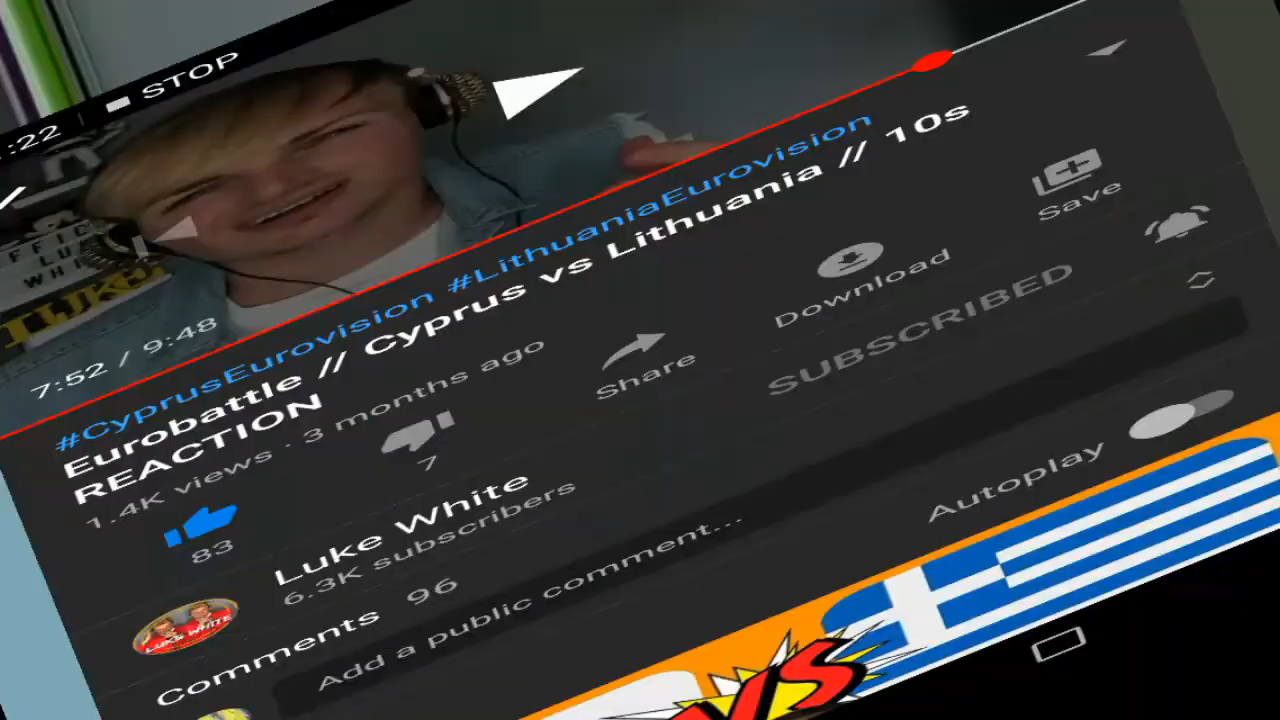 :22
STOP
7:52 / 9:48
#CyprusEurovision #LithuaniaEurovision
Eurobattle // Cyprus vs Lithuania // 10s
REACTION
1.4K views · 3 months ago
83
7
Share
Download
Save
Luke White
6.3K subscribers
SUBSCRIBED
Comments 96
Add a public comment...
Autoplay
LUKE WHITE
VS